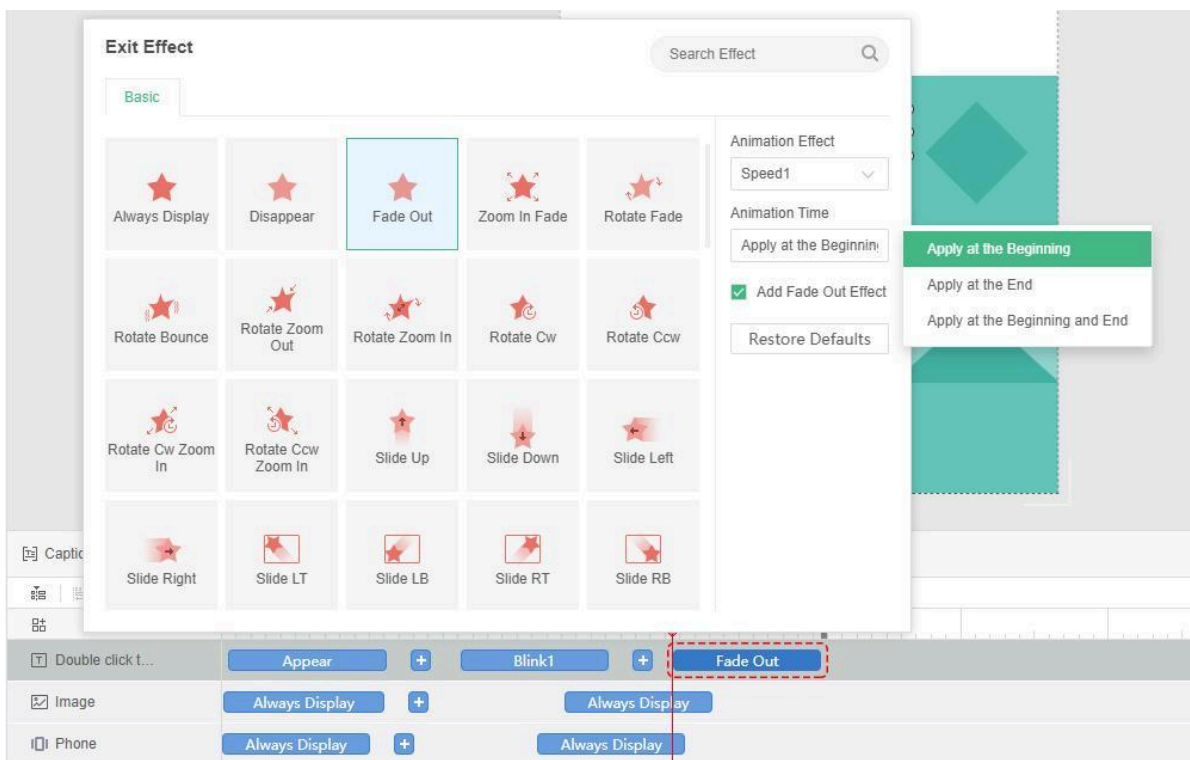 Exit Effect
Search Effect
Basic
Animation Effect
Speed1
Always Display
Disappear
Fade Out
Zoom In Fade
Rotate Fade
Animation Time
Apply at the Beginnin
Apply at the Beginning
Apply at the End
Apply at the Beginning and End
Add Fade Out Effect
Restore Defaults
Rotate Bounce
Rotate Zoom
Out
Rotate Zoom In
Rotate Cw
Rotate Ccw
Rotate Cw Zoom
In
Rotate Ccw
Zoom In
Slide Up
Slide Down
Slide Left
Slide Right
Slide LT
Slide LB
Slide RT
Slide RB
Captio
Double click t...
Appear
Blink1
Fade Out
Image
Always Display
Always Display
Phone
Always Display
Always Display